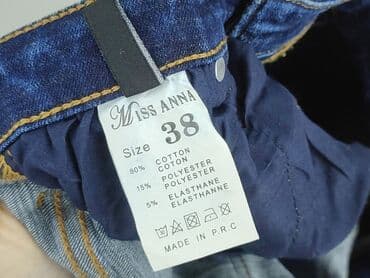 Miss Anna
Size 38
80% COTTON
COTON
15% POLYESTER
POLYESTER
5% ELASTHANE
ELASTHANNE
MADE IN P.R.C